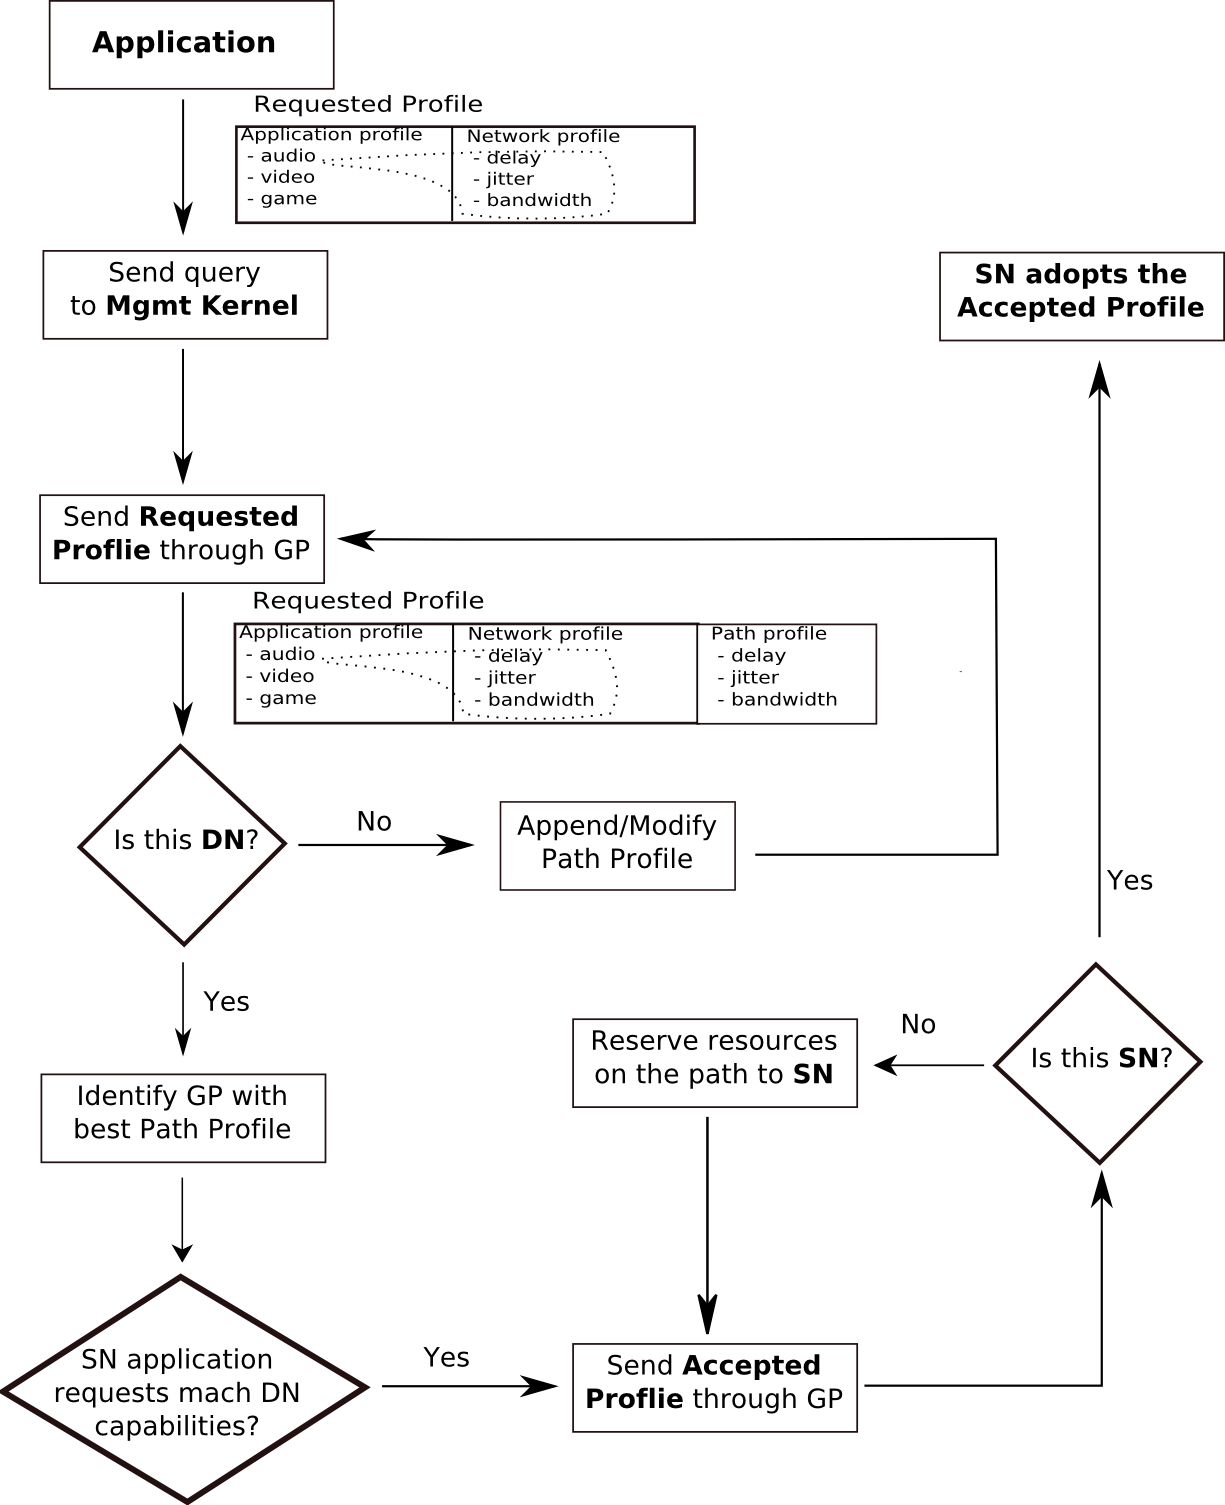 Application
Requested Profile
Application profile
- audio
- video
- game
Network profile
- delay
- jitter
- bandwidth
Send query
to Mgmt Kernel
SN adopts the
Accepted Profile
Send Requested
Proflie through GP
Requested Profile
Application profile
- audio
- video
- game
Network profile
- delay
- jitter
- bandwidth
Path profile
- delay
- jitter
- bandwidth
Is this DN?
No
Append/Modify
Path Profile
Yes
Yes
Identify GP with
best Path Profile
Reserve resources
on the path to SN
No
Is this SN?
SN application
requests mach DN
capabilities?
Yes
Send Accepted
Proflie through GP